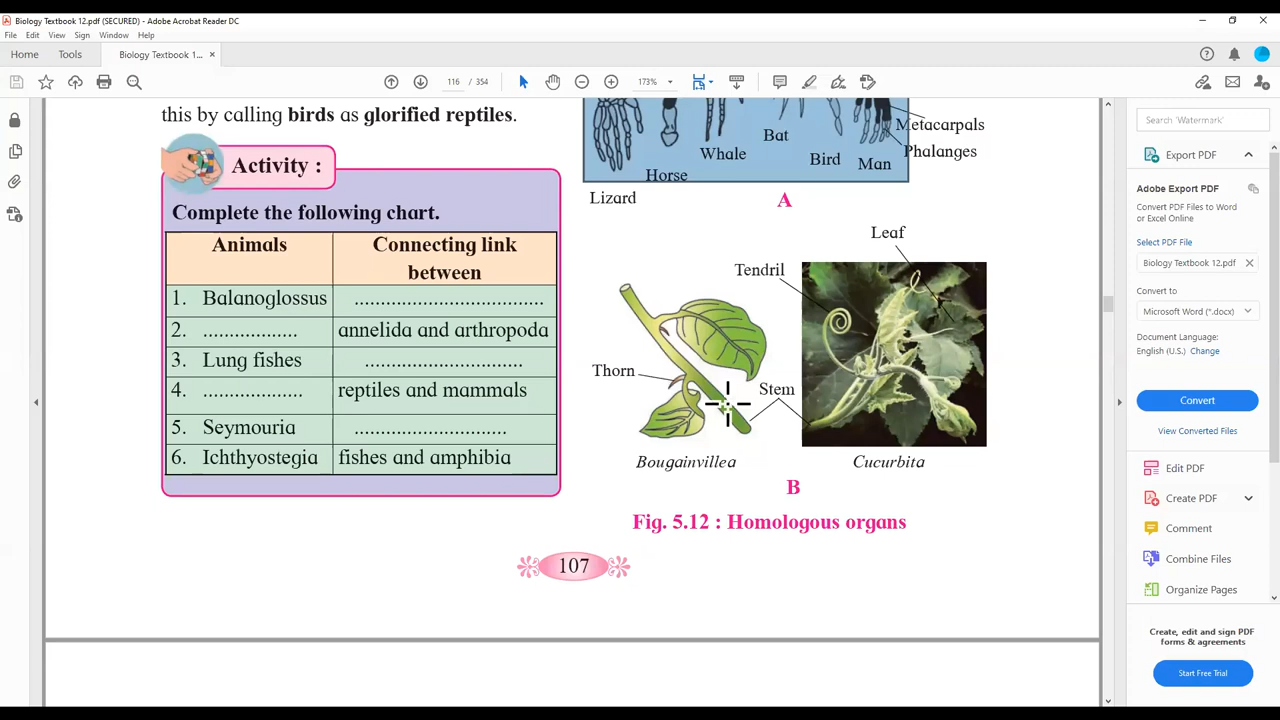 Biology Textbook 12.pdf (SECURED) - Adobe Acrobat Reader DC
File Edit View Sign Window Help
Home Tools Biology Textbook 1... ×
116 / 354 173%
this by calling birds as glorified reptiles.
Activity :
Complete the following chart.
Animals Connecting link between
1. Balanoglossus ....................................
2. .................. annelida and arthropoda
3. Lung fishes ..............................
4. ................... reptiles and mammals
5. Seymouria .............................
6. Ichthyostegia fishes and amphibia
Metacarpals
Phalanges
Bat
Whale
Bird
Man
Horse
Lizard
A
Leaf
Tendril
Thorn
Stem
Bougainvillea
Cucurbita
B
Fig. 5.12 : Homologous organs
107
Search 'Watermark'
Export PDF
Adobe Export PDF
Convert PDF Files to Word
or Excel Online
Select PDF File
Biology Textbook 12.pdf
Convert to
Microsoft Word (*.docx)
Document Language:
English (U.S.) Change
Convert
View Converted Files
Edit PDF
Create PDF
Comment
Combine Files
Organize Pages
Create, edit and sign PDF
forms & agreements
Start Free Trial